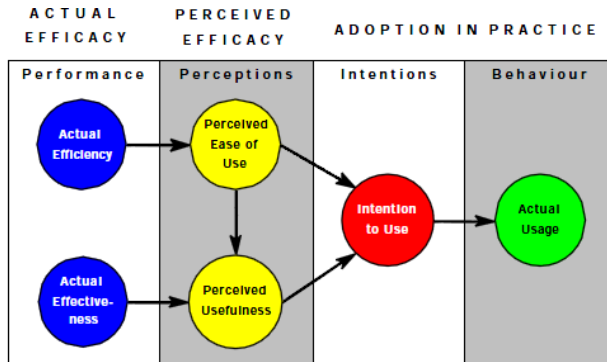 ACTUAL
EFFICACY
PERCEIVED
EFFICACY
ADOPTION IN PRACTICE
Performance
Perceptions
Intentions
Behaviour
Actual
Efficiency
Perceived
Ease of
Use
Intention
to Use
Actual
Usage
Actual
Effective-
ness
Perceived
Usefulness